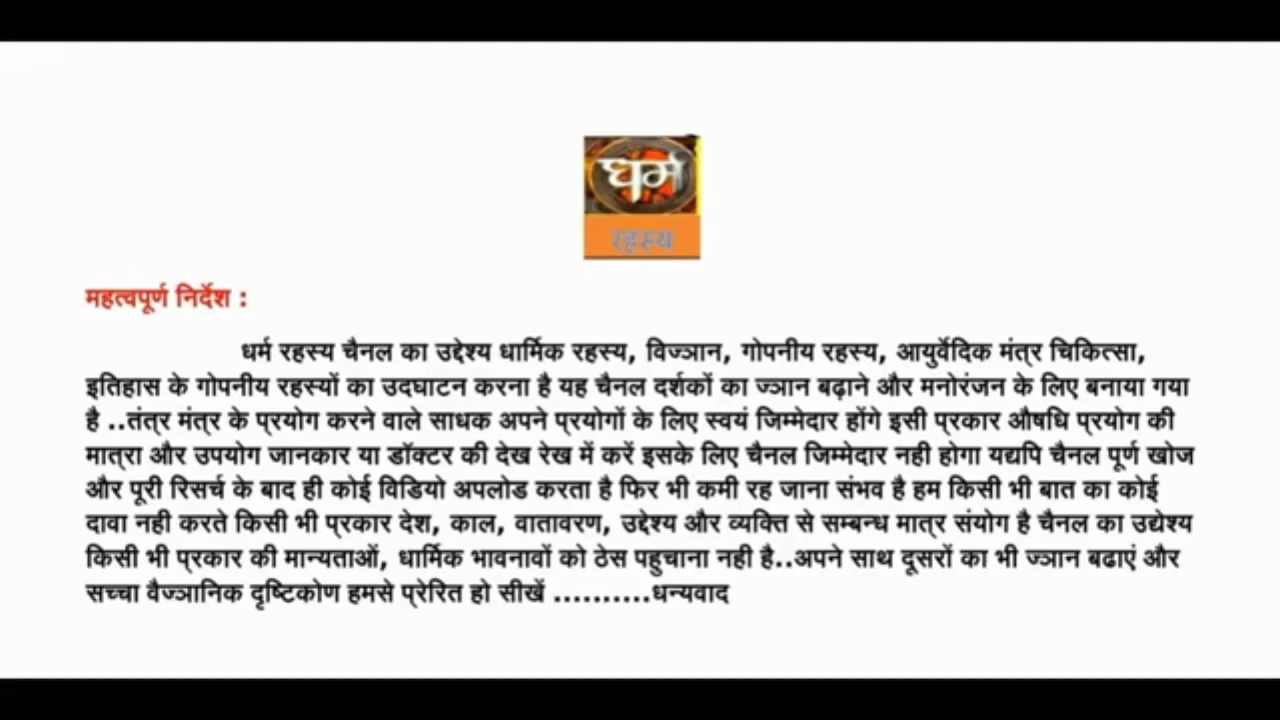 धर्म
रहस्य
महत्वपूर्ण निर्देश :
धर्म रहस्य चैनल का उद्देश्य धार्मिक रहस्य, विज्ञान, गोपनीय रहस्य, आयुर्वेदिक मंत्र चिकित्सा,
इतिहास के गोपनीय रहस्यों का उदघाटन करना है यह चैनल दर्शकों का ज्ञान बढ़ाने और मनोरंजन के लिए बनाया गया
है ..तंत्र मंत्र के प्रयोग करने वाले साधक अपने प्रयोगों के लिए स्वयं जिम्मेदार होंगे इसी प्रकार औषधि प्रयोग की
मात्रा और उपयोग जानकार या डॉक्टर की देख रेख में करें इसके लिए चैनल जिम्मेदार नही होगा यद्यपि चैनल पूर्ण खोज
और पूरी रिसर्च के बाद ही कोई विडियो अपलोड करता है फिर भी कमी रह जाना संभव है हम किसी भी बात का कोई
दावा नही करते किसी भी प्रकार देश, काल, वातावरण, उद्देश्य और व्यक्ति से सम्बन्ध मात्र संयोग है चैनल का उद्येश्य
किसी भी प्रकार की मान्यताओं, धार्मिक भावनावों को ठेस पहुचाना नही है..अपने साथ दूसरों का भी ज्ञान बढाएं और
सच्चा वैज्ञानिक दृष्टिकोण हमसे प्रेरित हो सीखें ..........धन्यवाद